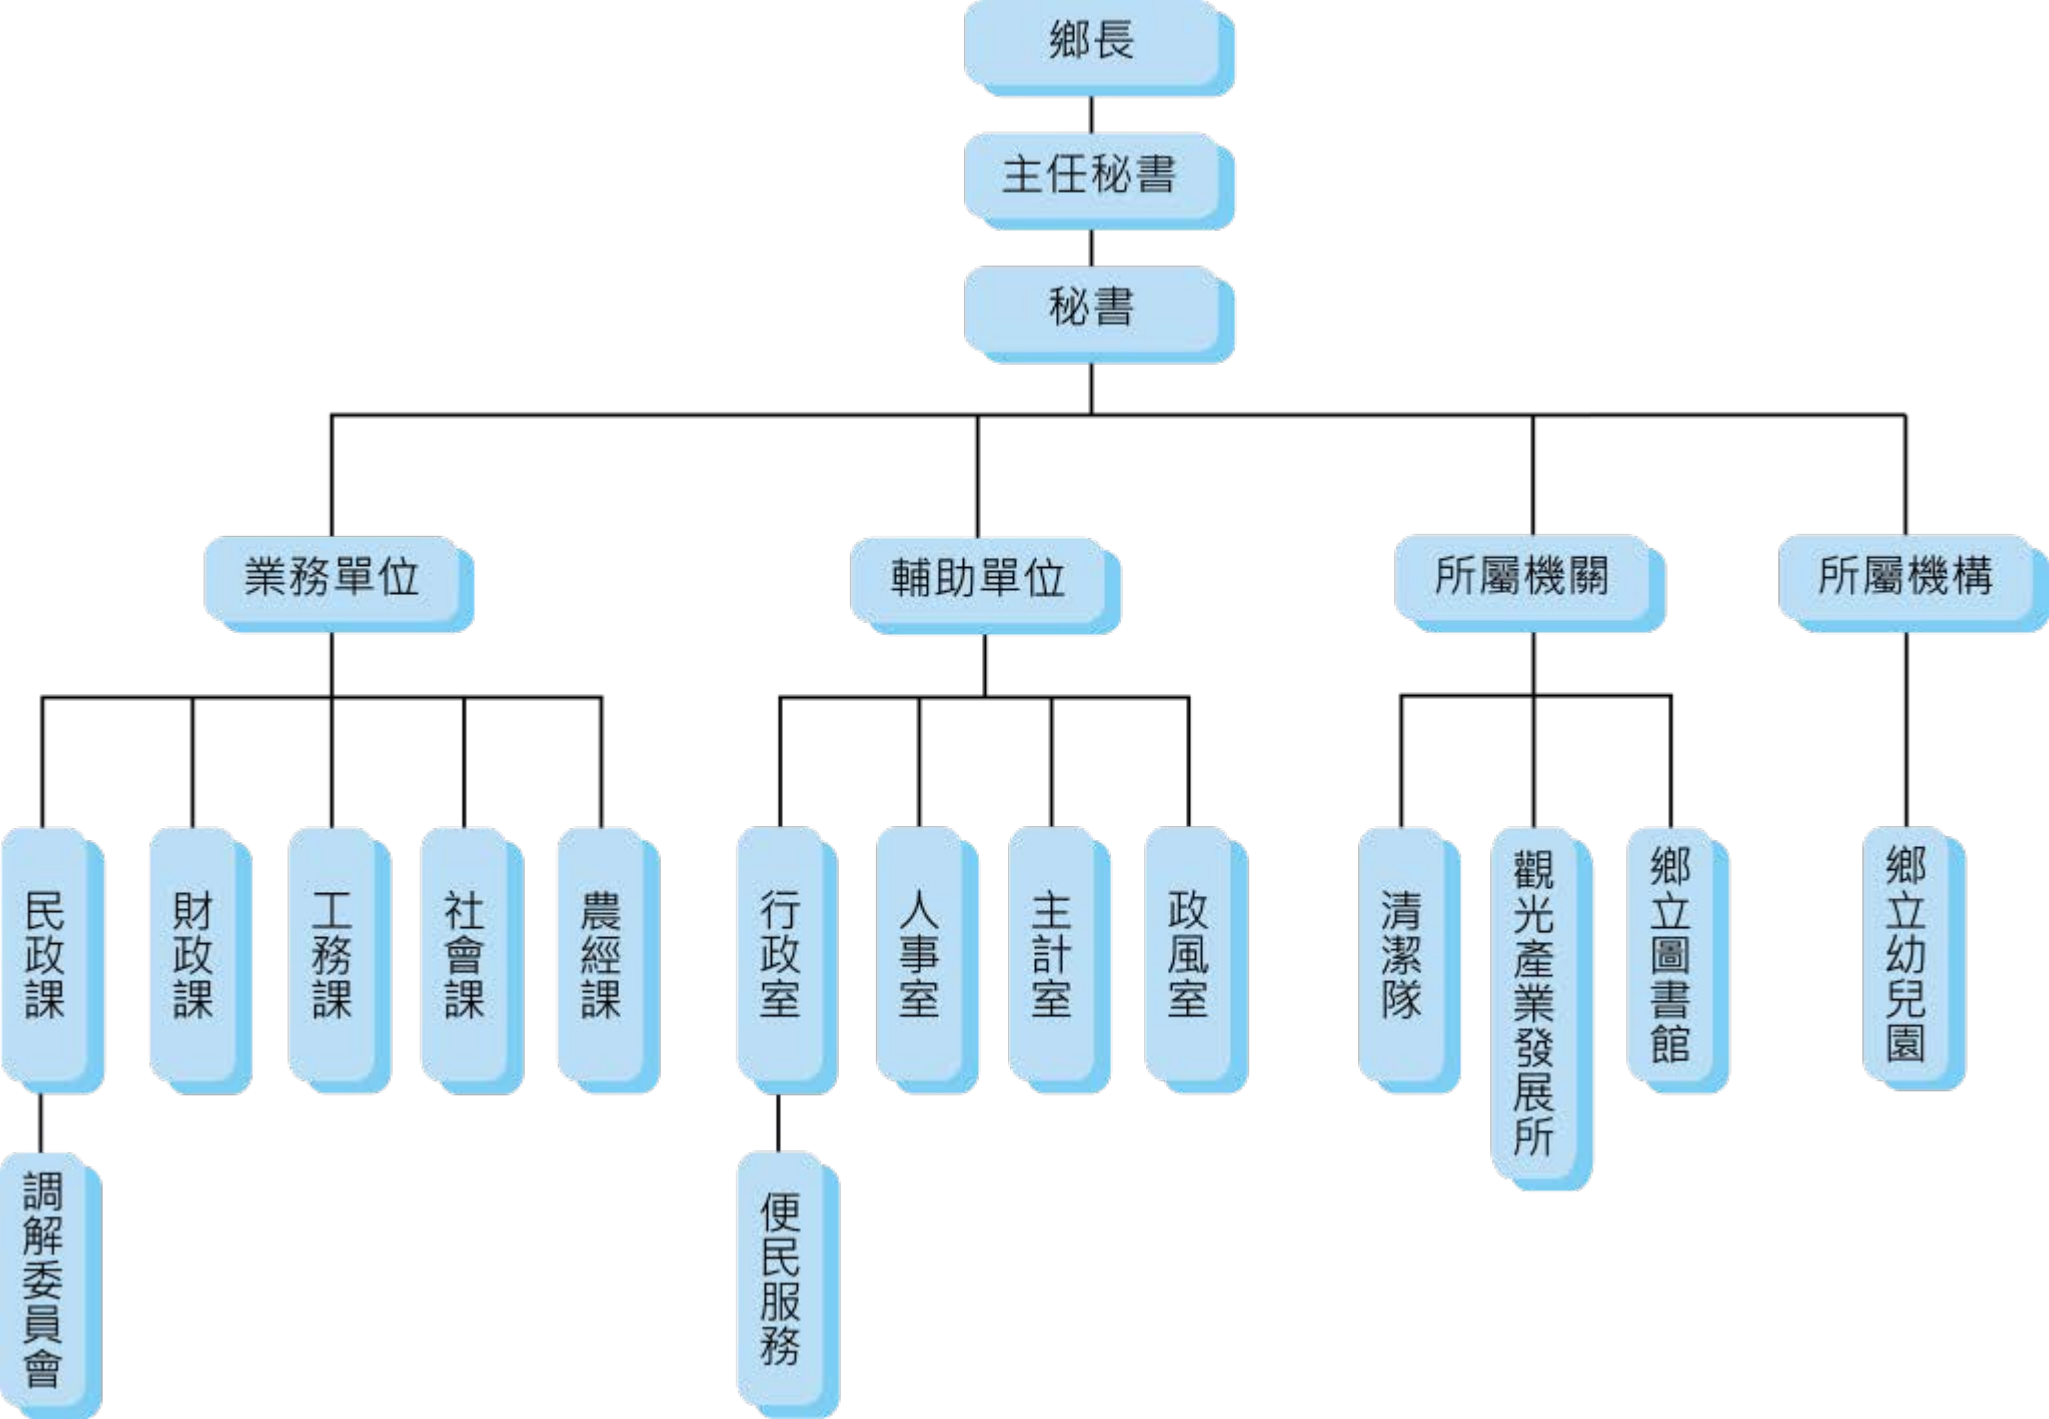 鄉長
主任秘書
秘書
業務單位
輔助單位
所屬機關
所屬機構
民政課
財政課
工務課
社會課
農經課
行政室
人事室
主計室
政風室
清潔隊
觀光產業發展所
鄉立圖書館
鄉立幼兒園
調解委員會
便民服務